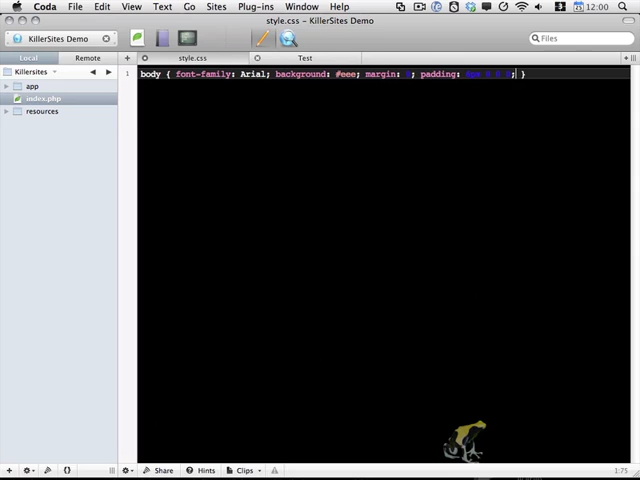 Coda File Edit View Text Go Sites Plug-ins Window Help 12:00
style.css - KillerSites Demo
KillerSites Demo Files
Local Remote style.css Test
Killersites
app
index.php
resources
1 body { font-family: Arial; background: #eee; margin: ; padding: 0 0 ; }
Share Hints Clips 1:75